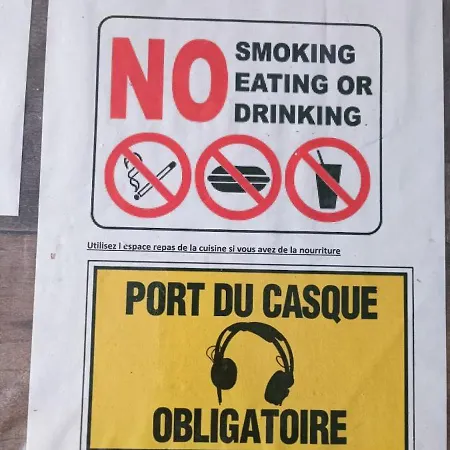 NO SMOKING
EATING OR
DRINKING
Utilisez l espace repas de la cuisine si vous avez de la nourriture
PORT DU CASQUE
OBLIGATOIRE